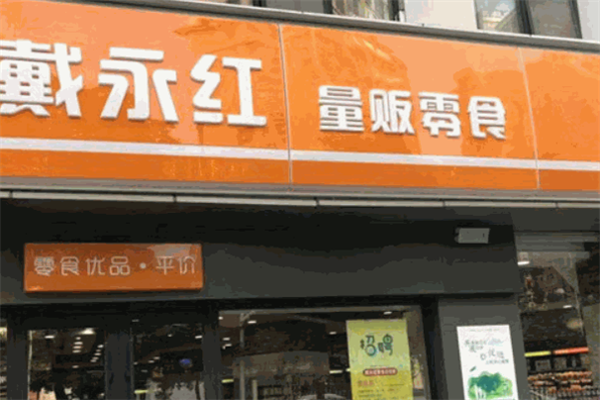 戴永红 量贩零食
零食优品·平价
招聘